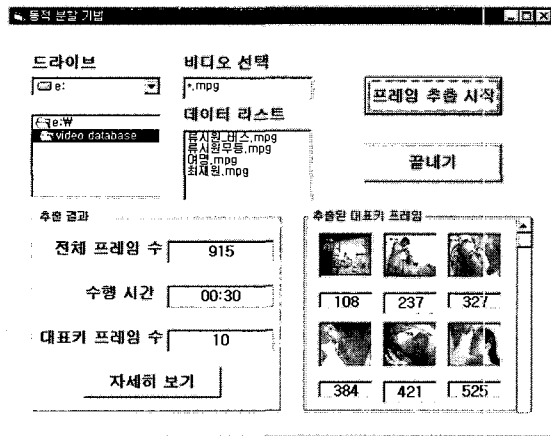 동적 분할 기법
드라이브
비디오 선택
e:
*.mpg
프레임 추출 시작
데이터 리스트
e:₩
video database
류시원_버스.mpg
류시원무등.mpg
여명.mpg
최재원.mpg
끝내기
추출 결과
추출된 대표키 프레임
전체 프레임 수 915
수행 시간 00:30
대표키 프레임 수 10
자세히 보기
108 237 327
384 421 525